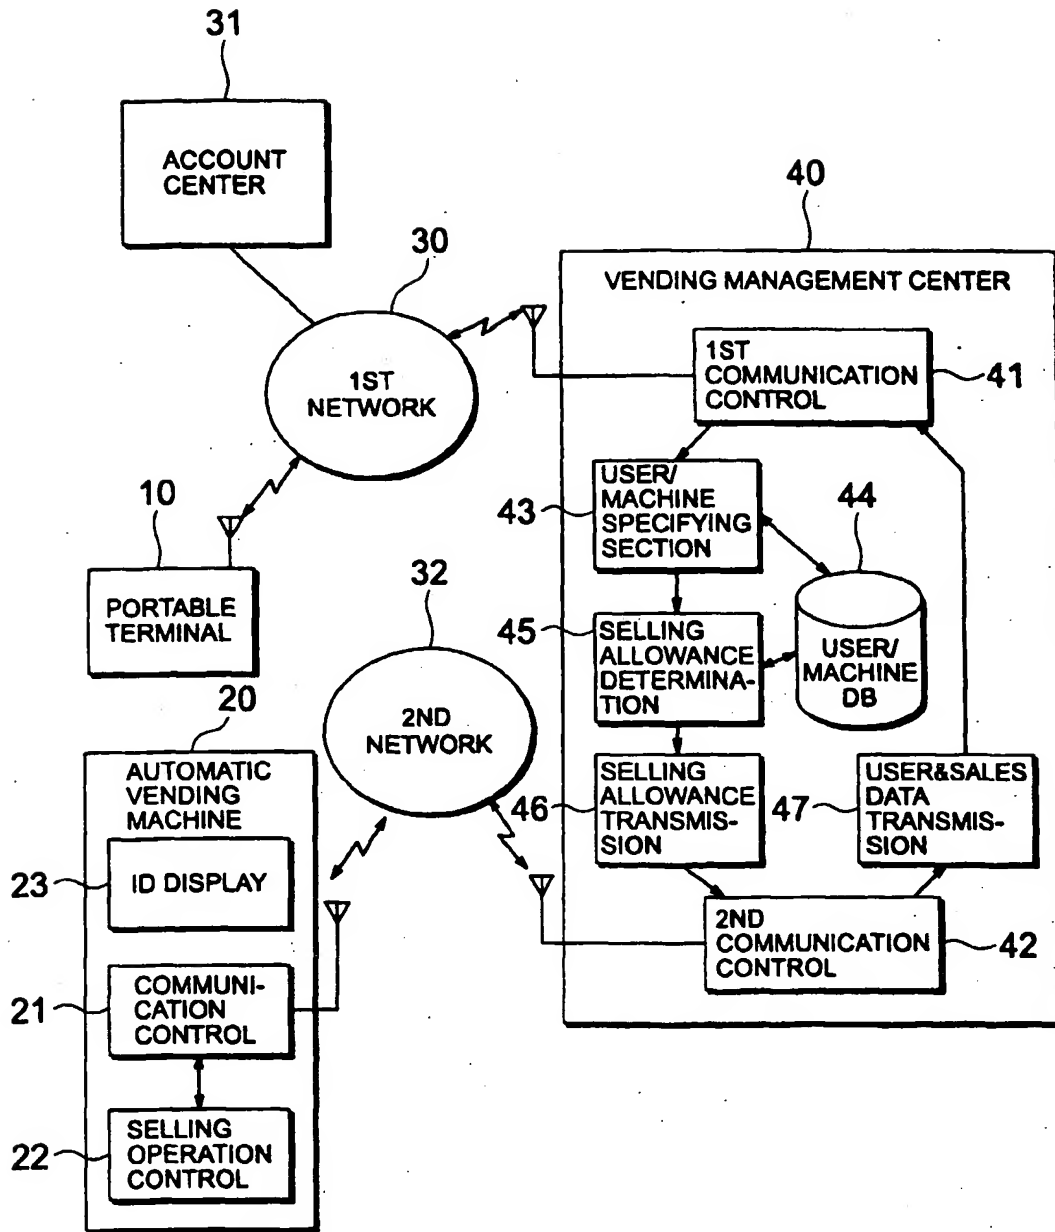 31
ACCOUNT
CENTER
30
1ST
NETWORK
10
PORTABLE
TERMINAL
32
2ND
NETWORK
20
AUTOMATIC
VENDING
MACHINE
23
ID DISPLAY
21
COMMUNI-
CATION
CONTROL
22
SELLING
OPERATION
CONTROL
40
VENDING MANAGEMENT CENTER
1ST
COMMUNICATION
CONTROL
41
43
USER/
MACHINE
SPECIFYING
SECTION
44
USER/
MACHINE
DB
45
SELLING
ALLOWANCE
DETERMINA-
TION
46
SELLING
ALLOWANCE
TRANSMIS-
SION
47
USER&SALES
DATA
TRANSMIS-
SION
2ND
COMMUNICATION
CONTROL
42